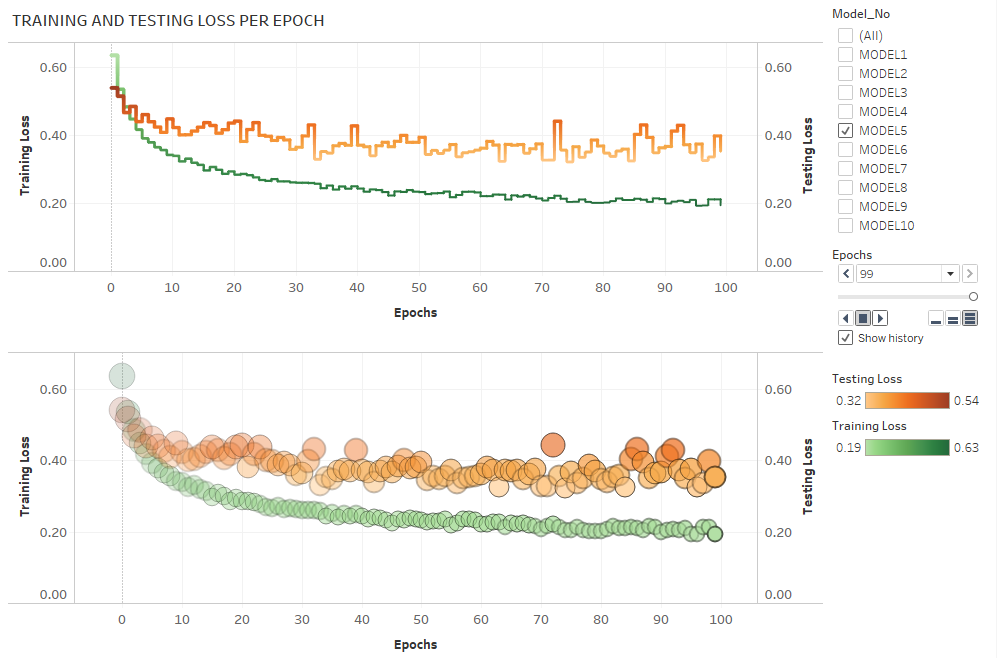 TRAINING AND TESTING LOSS PER EPOCH
Training Loss
0.60
0.40
0.20
0.00
0.60
0.40
0.20
0.00
Testing Loss
0 10 20 30 40 50 60 70 80 90 100
Epochs
Training Loss
0.60
0.40
0.20
0.00
0.60
0.40
0.20
0.00
Testing Loss
0 10 20 30 40 50 60 70 80 90 100
Epochs
Model_No
(All)
MODEL1
MODEL2
MODEL3
MODEL4
MODEL5
MODEL6
MODEL7
MODEL8
MODEL9
MODEL10
Epochs
99
Show history
Testing Loss
0.32 0.54
Training Loss
0.19 0.63